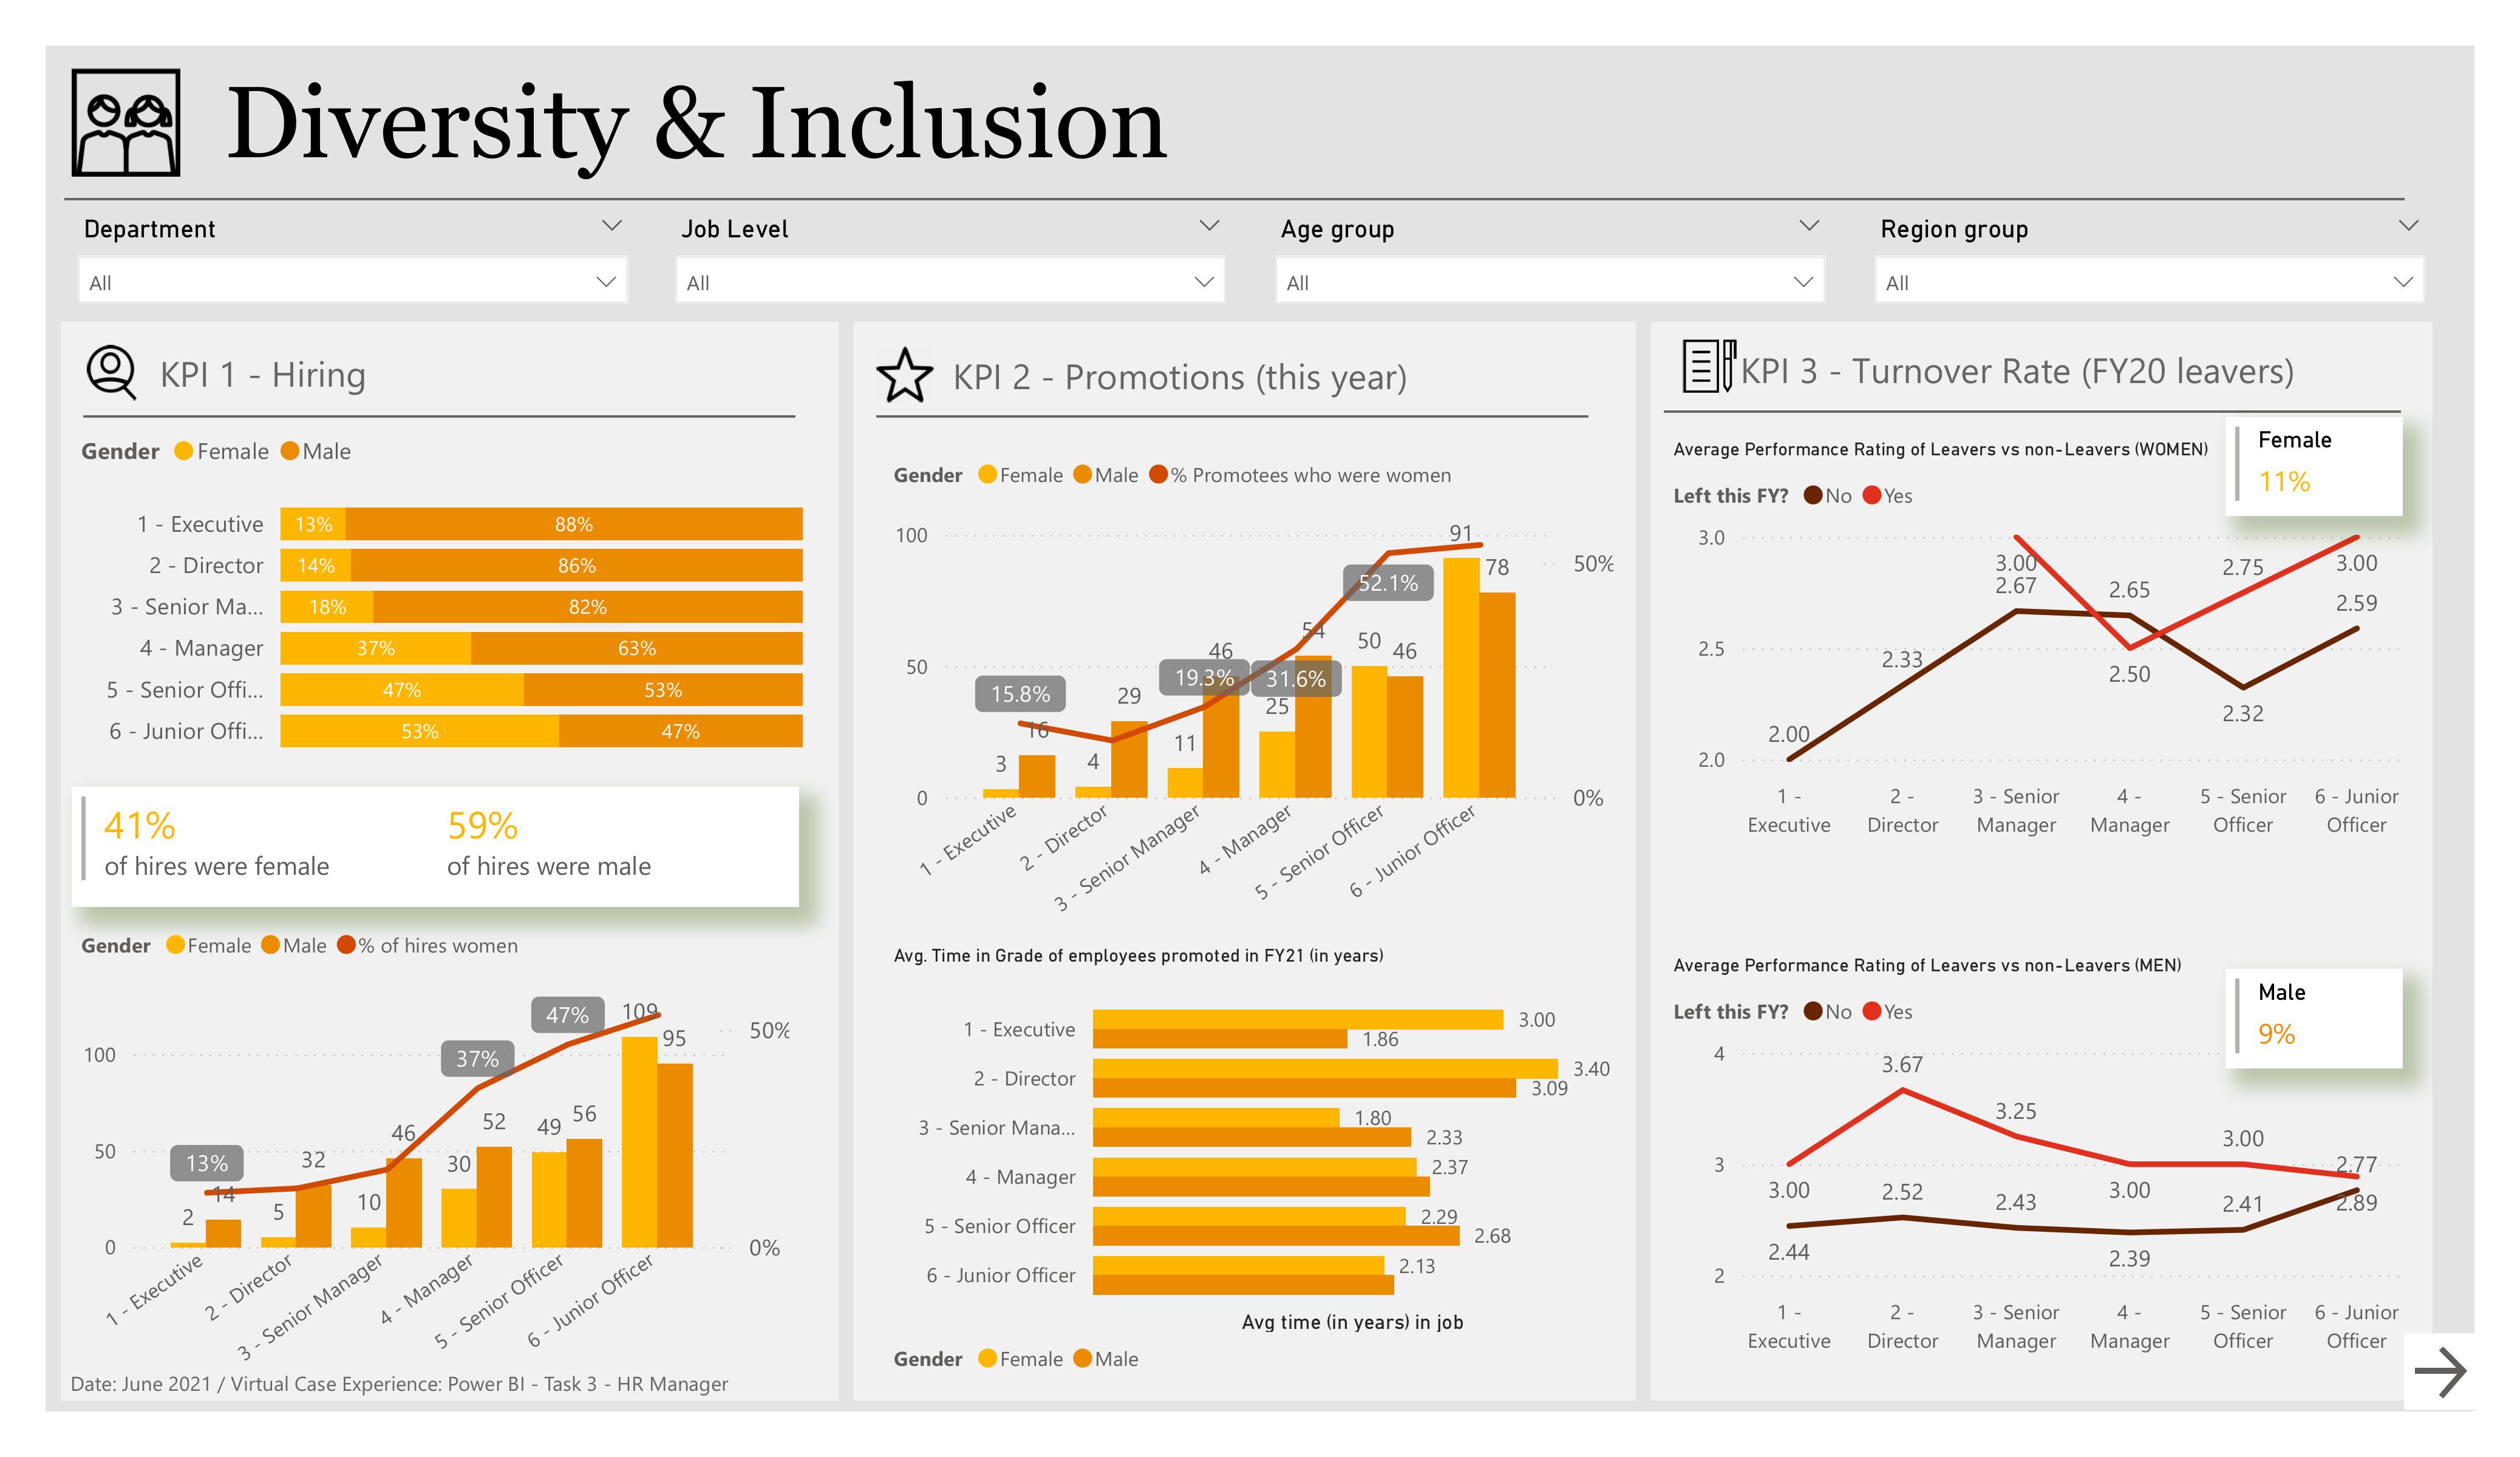 Diversity & Inclusion
Department
Job Level
Age group
Region group
All
All
All
All
KPI 1 - Hiring
Gender Female Male
1 - Executive 13% 88%
2 - Director 14% 86%
3 - Senior Ma... 18% 82%
4 - Manager 37% 63%
5 - Senior Offi... 47% 53%
6 - Junior Offi... 53% 47%
41% 59%
of hires were female of hires were male
Gender Female Male % of hires women
109
47%
95
50%
100
37%
56
52
49
46
50
32
13%
30
14
10
5
2
0
0%
1 - Executive
2 - Director
3 - Senior Manager
4 - Manager
5 - Senior Officer
6 - Junior Officer
Date: June 2021 / Virtual Case Experience: Power BI - Task 3 - HR Manager
KPI 2 - Promotions (this year)
Gender Female Male % Promotees who were women
100
91
78
50%
52.1%
54
50
46
46
50
19.3%
31.6%
15.8%
29
25
16
11
3
4
0
0%
1 - Executive
2 - Director
3 - Senior Manager
4 - Manager
5 - Senior Officer
6 - Junior Officer
Avg. Time in Grade of employees promoted in FY21 (in years)
1 - Executive 3.00
1.86
2 - Director 3.40
3.09
3 - Senior Mana... 1.80
2.33
4 - Manager 2.37
5 - Senior Officer 2.29
2.68
6 - Junior Officer 2.13
Avg time (in years) in job
Gender Female Male
KPI 3 - Turnover Rate (FY20 leavers)
Average Performance Rating of Leavers vs non-Leavers (WOMEN)
Female
11%
Left this FY? No Yes
3.0
3.00
2.67
2.65
2.75
3.00
2.59
2.5
2.33
2.50
2.32
2.00
2.0
1 - Executive
2 - Director
3 - Senior Manager
4 - Manager
5 - Senior Officer
6 - Junior Officer
Average Performance Rating of Leavers vs non-Leavers (MEN)
Male
9%
Left this FY? No Yes
4
3.67
3.25
3.00
2.77
3
3.00
2.52
2.43
3.00
2.41
2.89
2.44
2.39
2
1 - Executive
2 - Director
3 - Senior Manager
4 - Manager
5 - Senior Officer
6 - Junior Officer